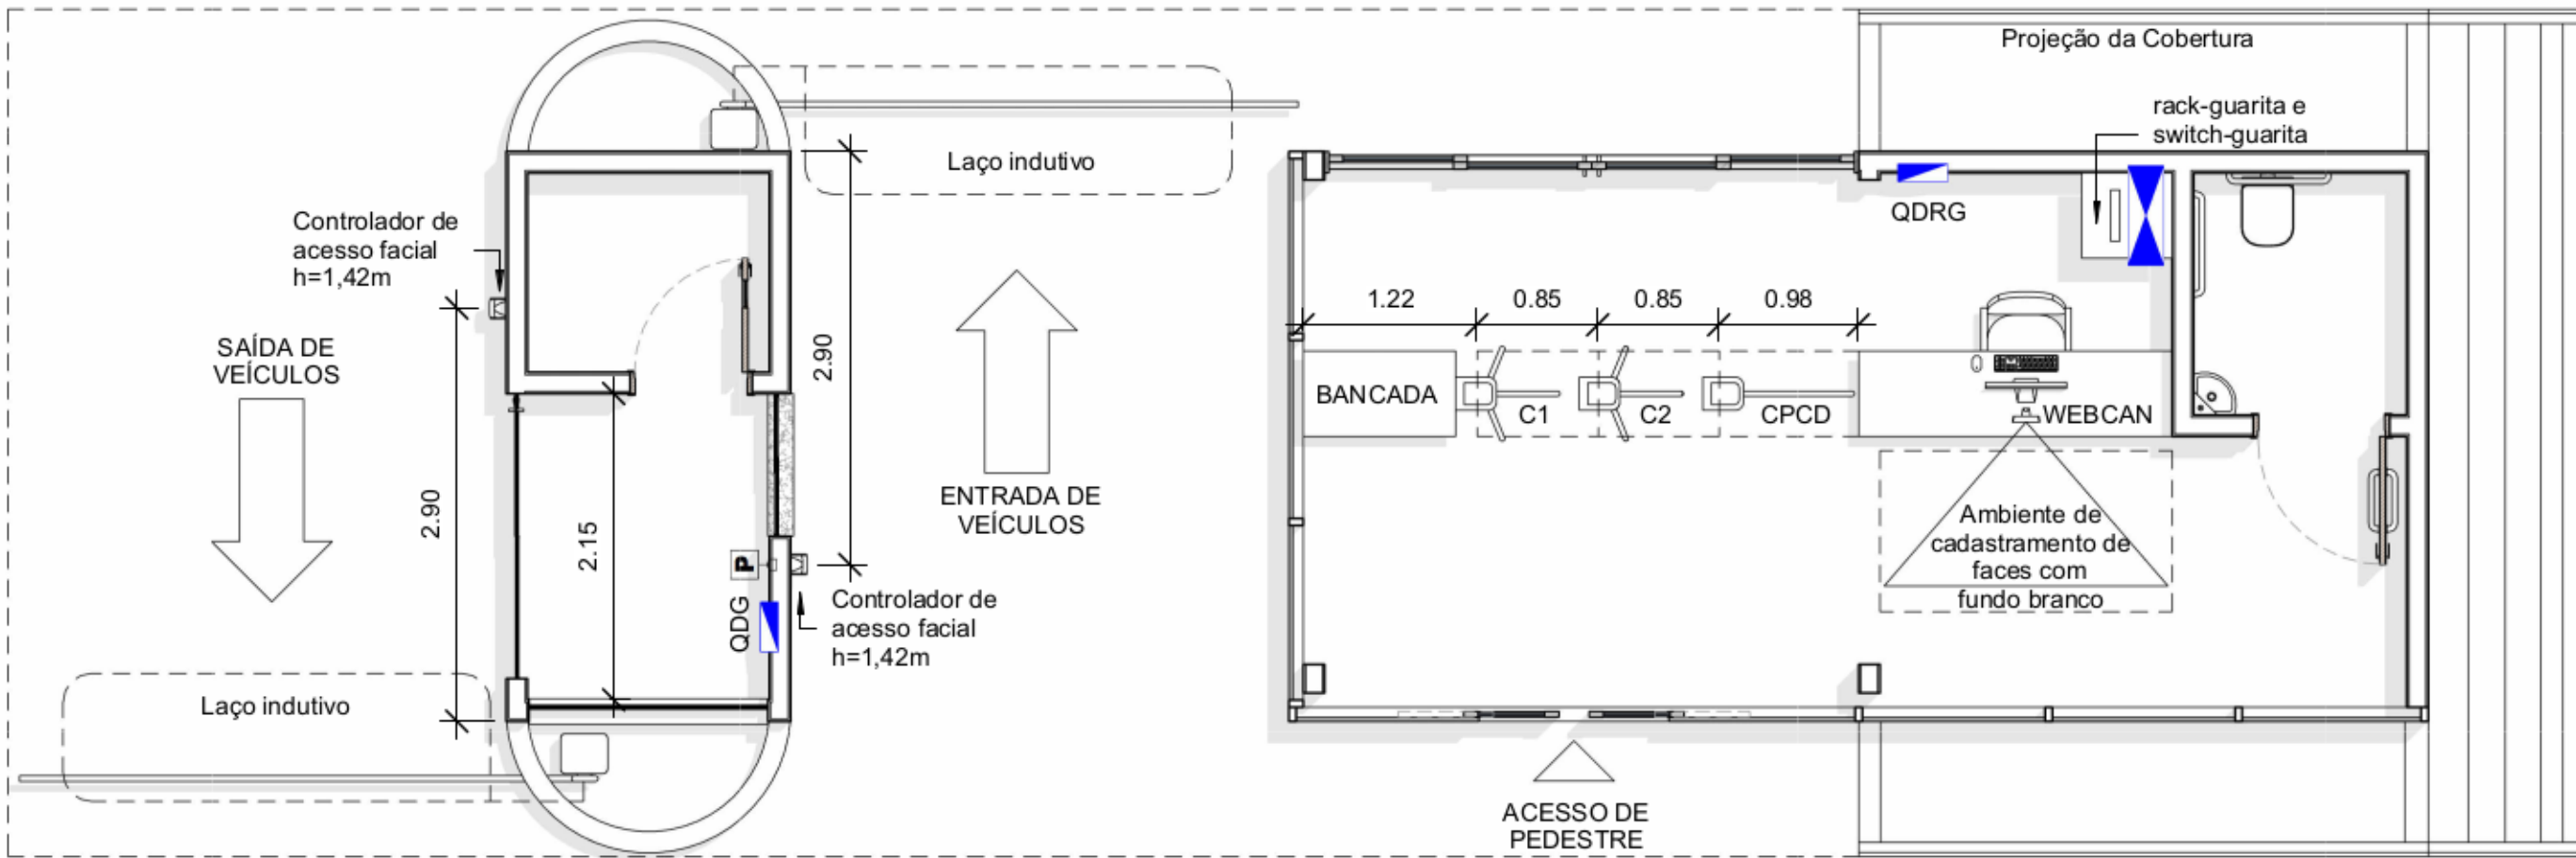 Projeção da Cobertura
rack-guarita e
switch-guarita
Laço indutivo
Controlador de
acesso facial
h=1,42m
QDRG
1.22
0.85
0.85
0.98
SAÍDA DE
VEÍCULOS
2.90
BANCADA
C1
C2
CPCD
WEBCAN
2.90
2.15
ENTRADA DE
VEÍCULOS
Ambiente de
cadastramento de
faces com
fundo branco
P
QDG
Controlador de
acesso facial
h=1,42m
Laço indutivo
ACESSO DE
PEDESTRE